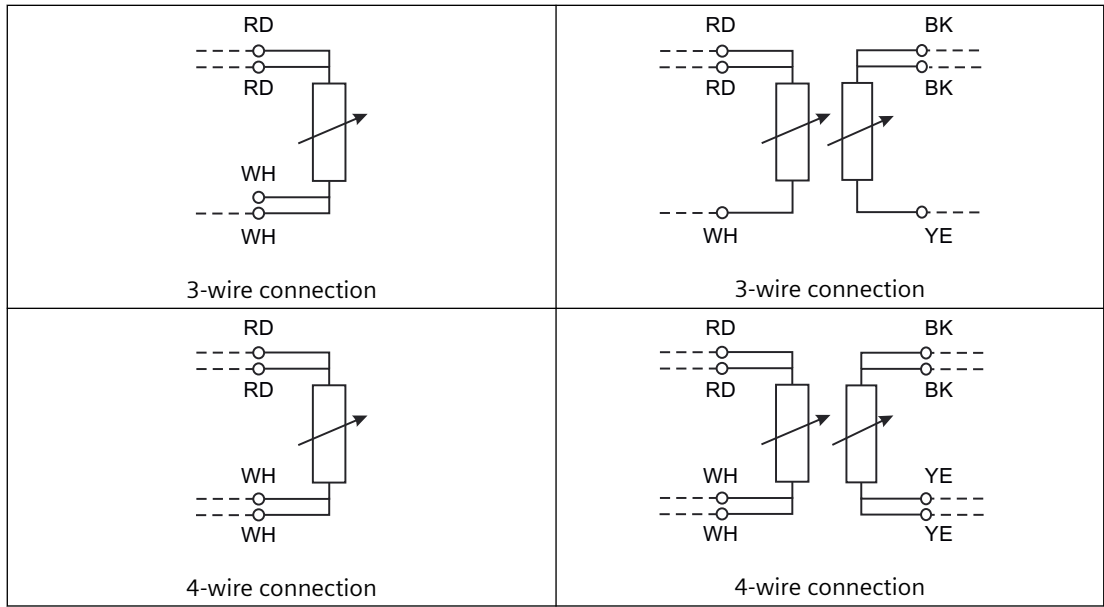 RD
RD
WH
WH
3-wire connection
RD BK
RD BK
WH YE
3-wire connection
RD
RD
WH
WH
4-wire connection
RD BK
RD BK
WH YE
WH YE
4-wire connection